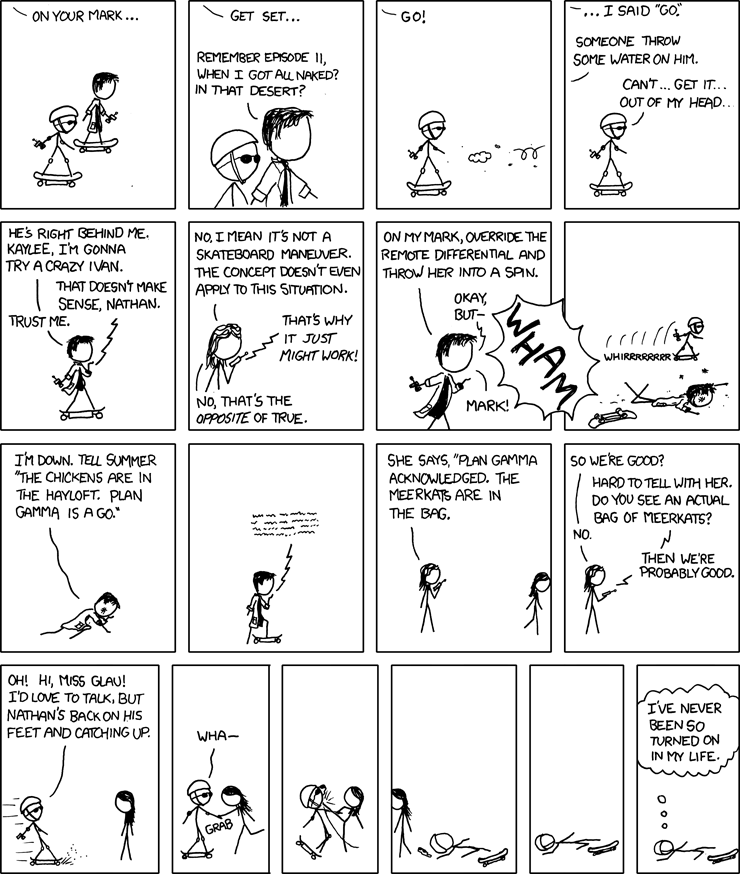 ON YOUR MARK...
GET SET...
REMEMBER EPISODE 11,
WHEN I GOT ALL NAKED?
IN THAT DESERT?
GO!
... I SAID "GO."
SOMEONE THROW
SOME WATER ON HIM.
CAN'T... GET IT...
OUT OF MY HEAD...
HE'S RIGHT BEHIND ME.
KAYLEE, I'M GONNA
TRY A CRAZY IVAN.
THAT DOESN'T MAKE
SENSE, NATHAN.
TRUST ME.
NO, I MEAN IT'S NOT A
SKATEBOARD MANEUVER.
THE CONCEPT DOESN'T EVEN
APPLY TO THIS SITUATION.
THAT'S WHY
IT JUST
MIGHT WORK!
NO, THAT'S THE
OPPOSITE OF TRUE.
ON MY MARK, OVERRIDE THE
REMOTE DIFFERENTIAL AND
THROW HER INTO A SPIN.
OKAY,
BUT—
MARK!
WHAM
WHIRRRRRRRR
I'M DOWN. TELL SUMMER
"THE CHICKENS ARE IN
THE HAYLOFT. PLAN
GAMMA IS A GO."
SHE SAYS, "PLAN GAMMA
ACKNOWLEDGED. THE
MEERKATS ARE IN
THE BAG.
SO WE'RE GOOD?
HARD TO TELL WITH HER.
DO YOU SEE AN ACTUAL
BAG OF MEERKATS?
NO.
THEN WE'RE
PROBABLY GOOD.
OH! HI, MISS GLAU!
I'D LOVE TO TALK, BUT
NATHAN'S BACK ON HIS
FEET AND CATCHING UP.
WHA—
GRAB
I'VE NEVER
BEEN SO
TURNED ON
IN MY LIFE.